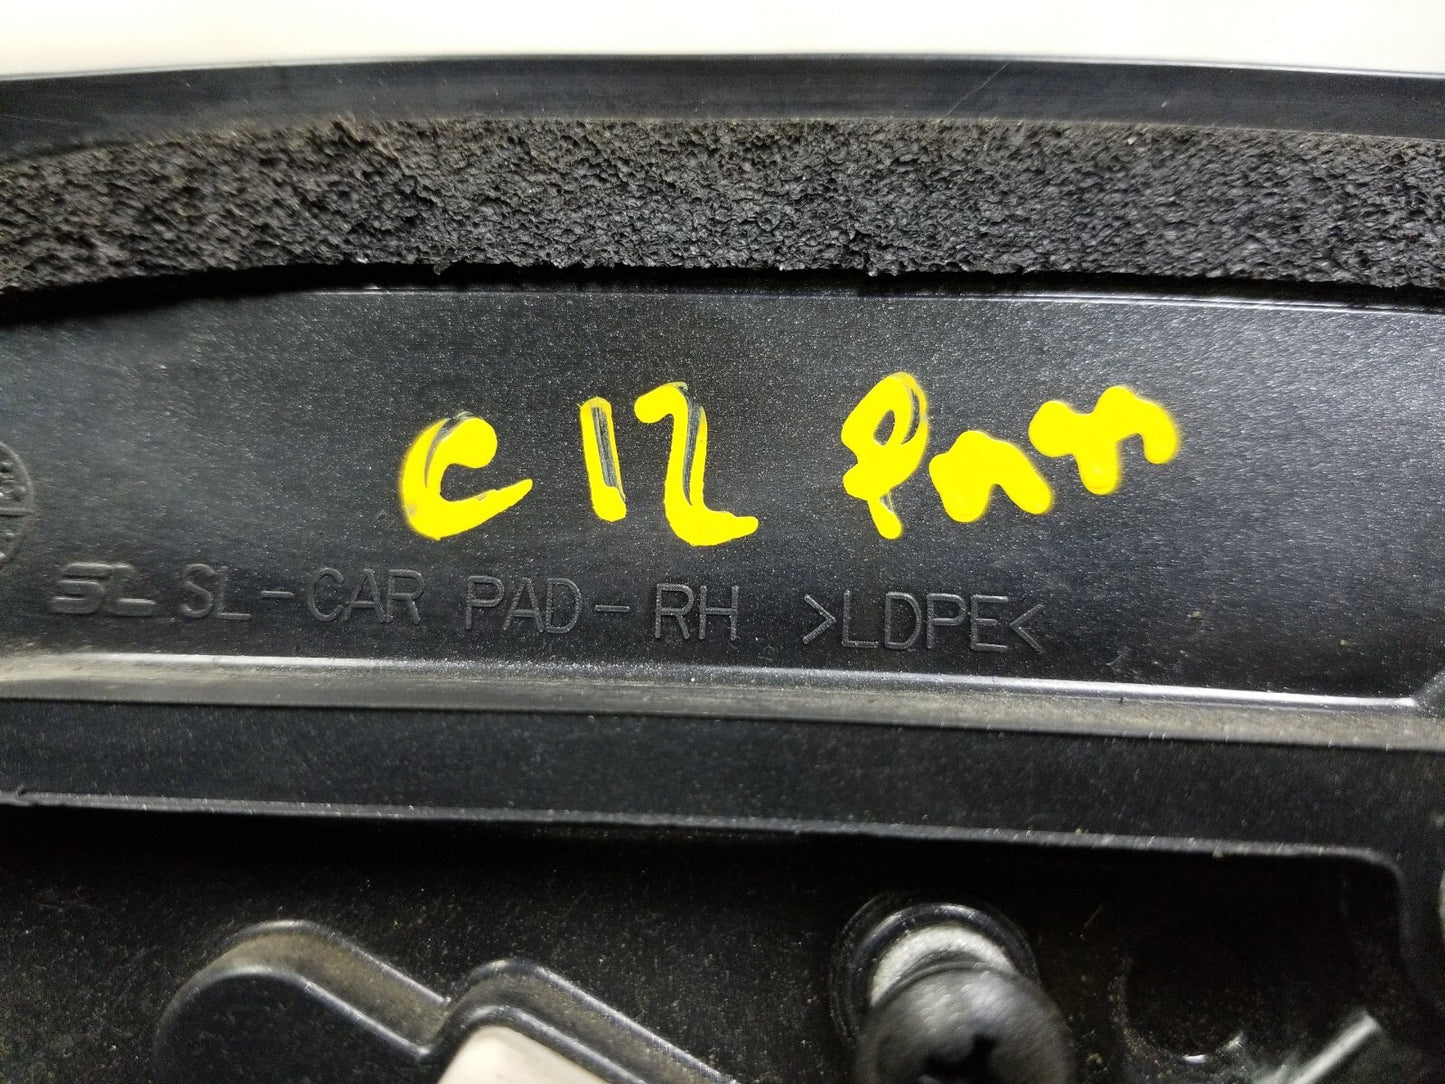 C12 Pass
SL SL-CAR PAD-RH >LDPE<